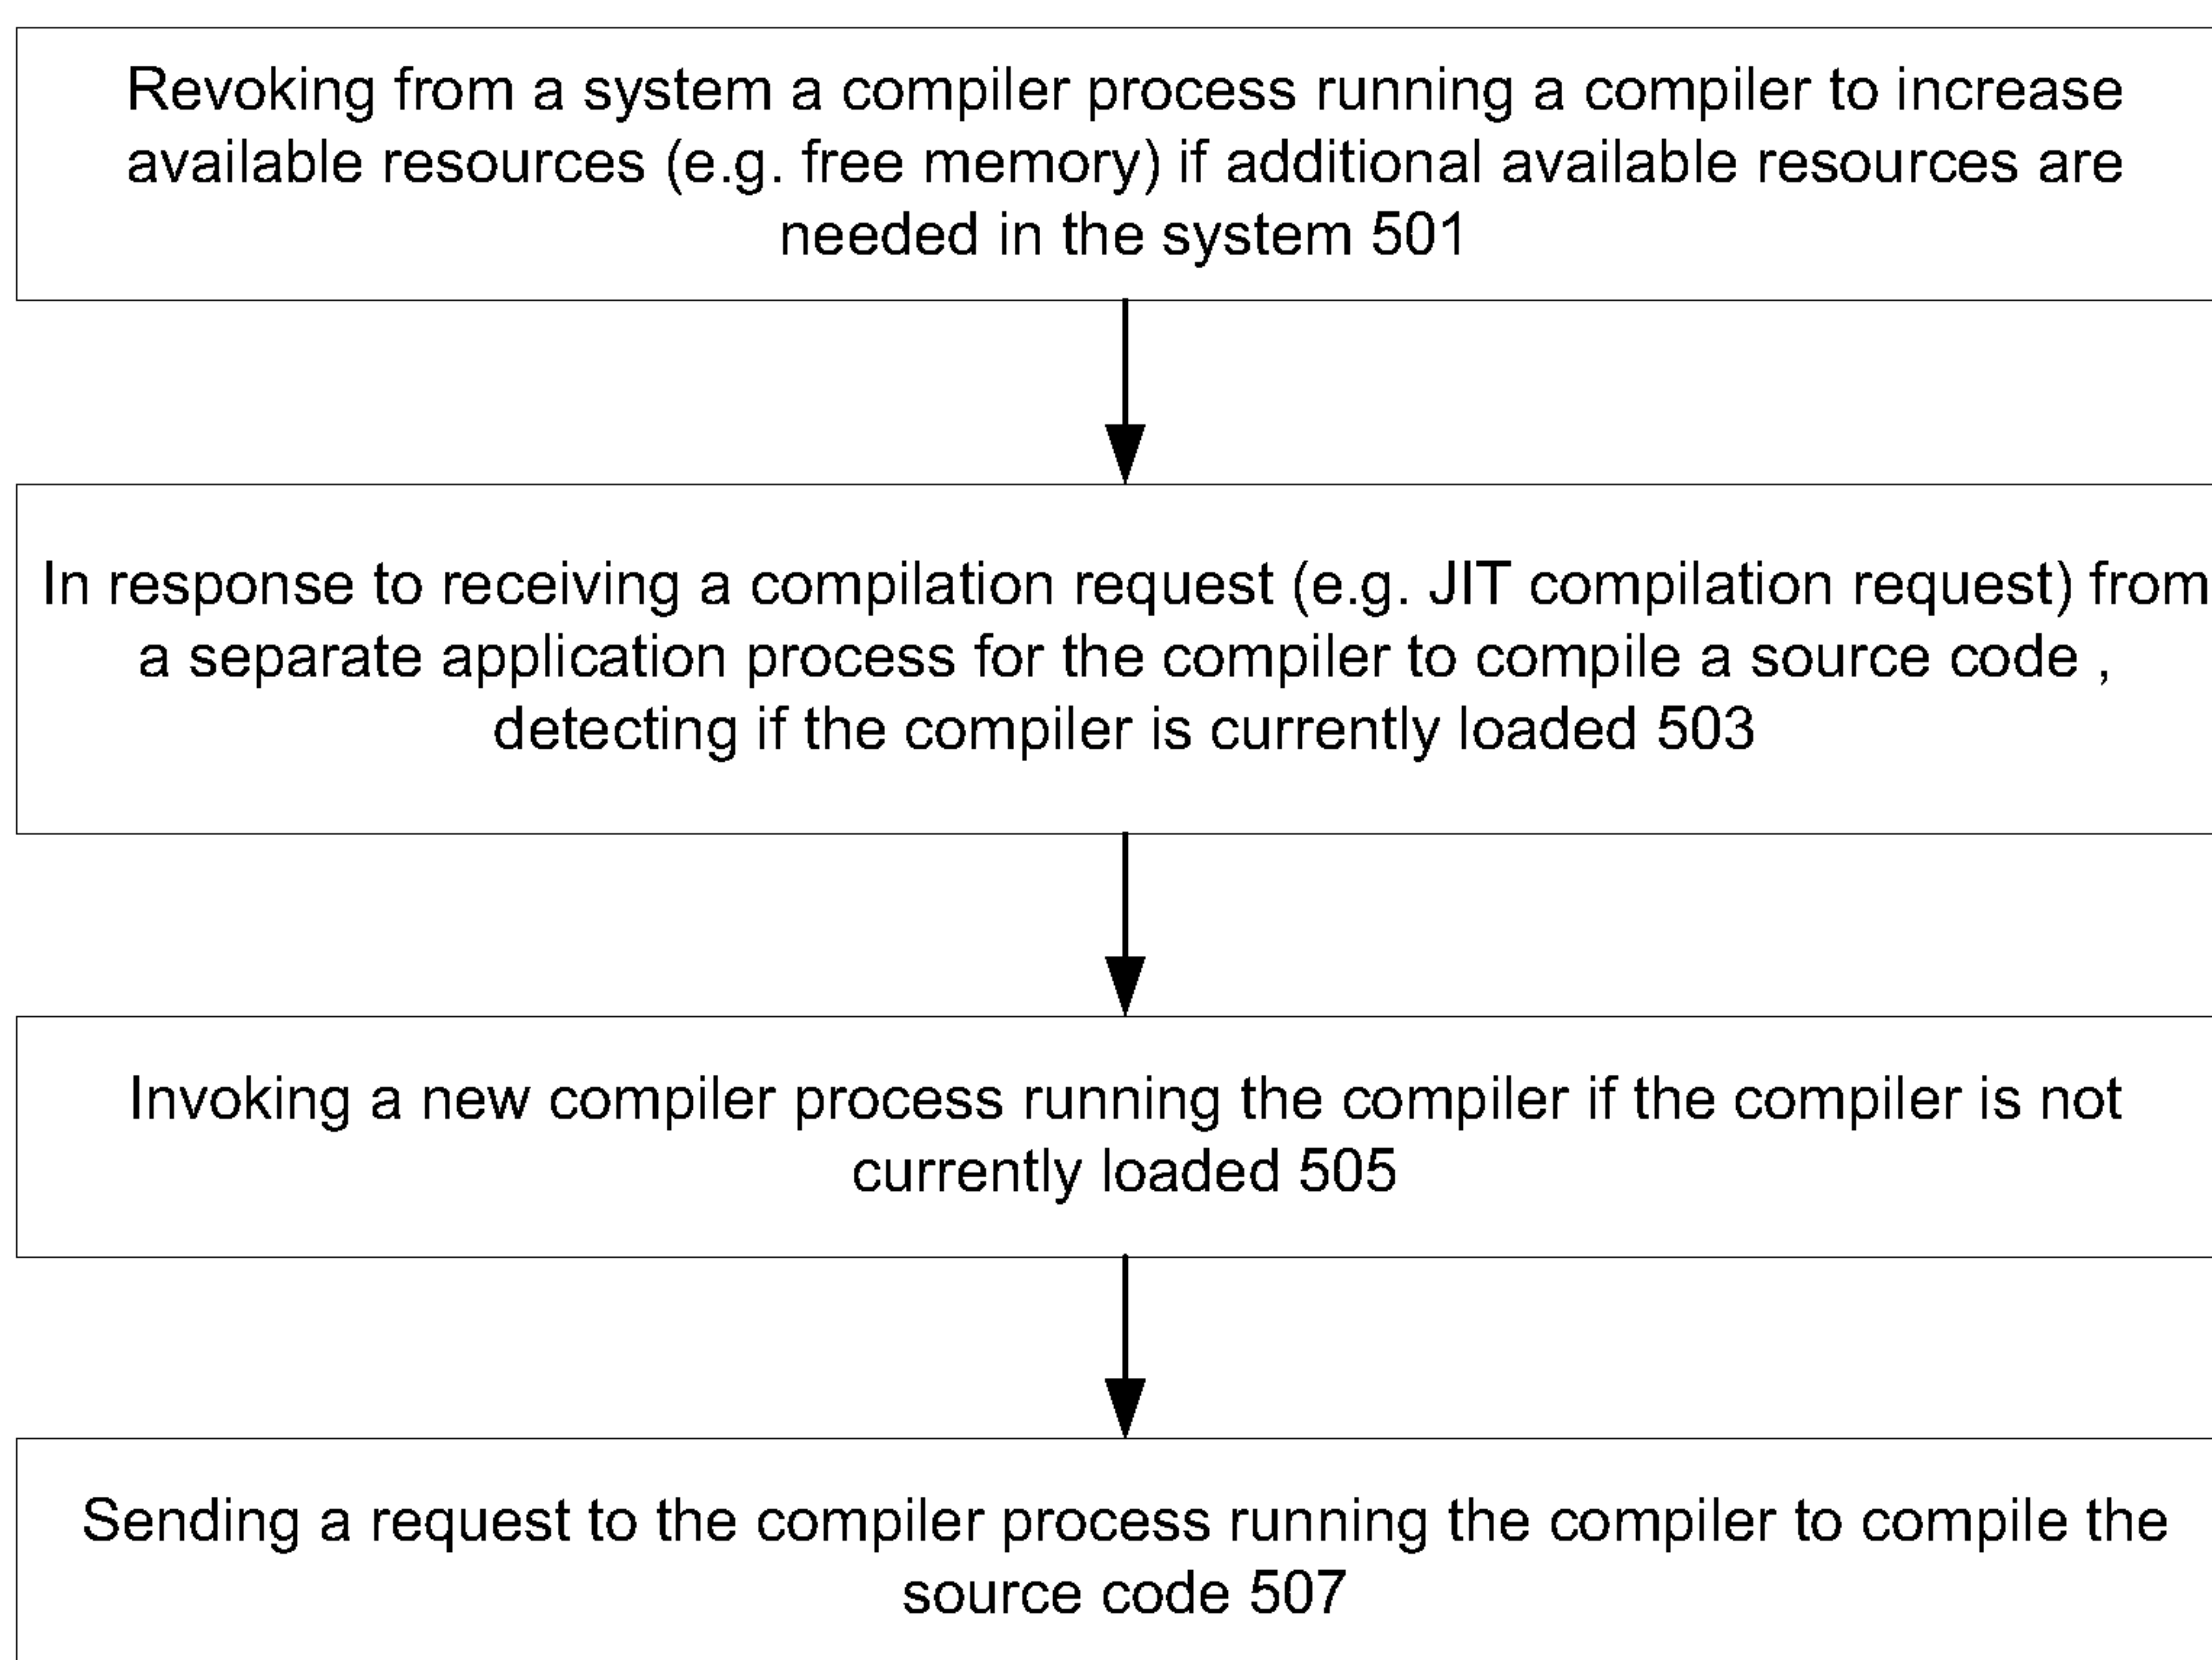 Revoking from a system a compiler process running a compiler to increase
available resources (e.g. free memory) if additional available resources are
needed in the system 501
In response to receiving a compilation request (e.g. JIT compilation request) from
a separate application process for the compiler to compile a source code ,
detecting if the compiler is currently loaded 503
Invoking a new compiler process running the compiler if the compiler is not
currently loaded 505
Sending a request to the compiler process running the compiler to compile the
source code 507